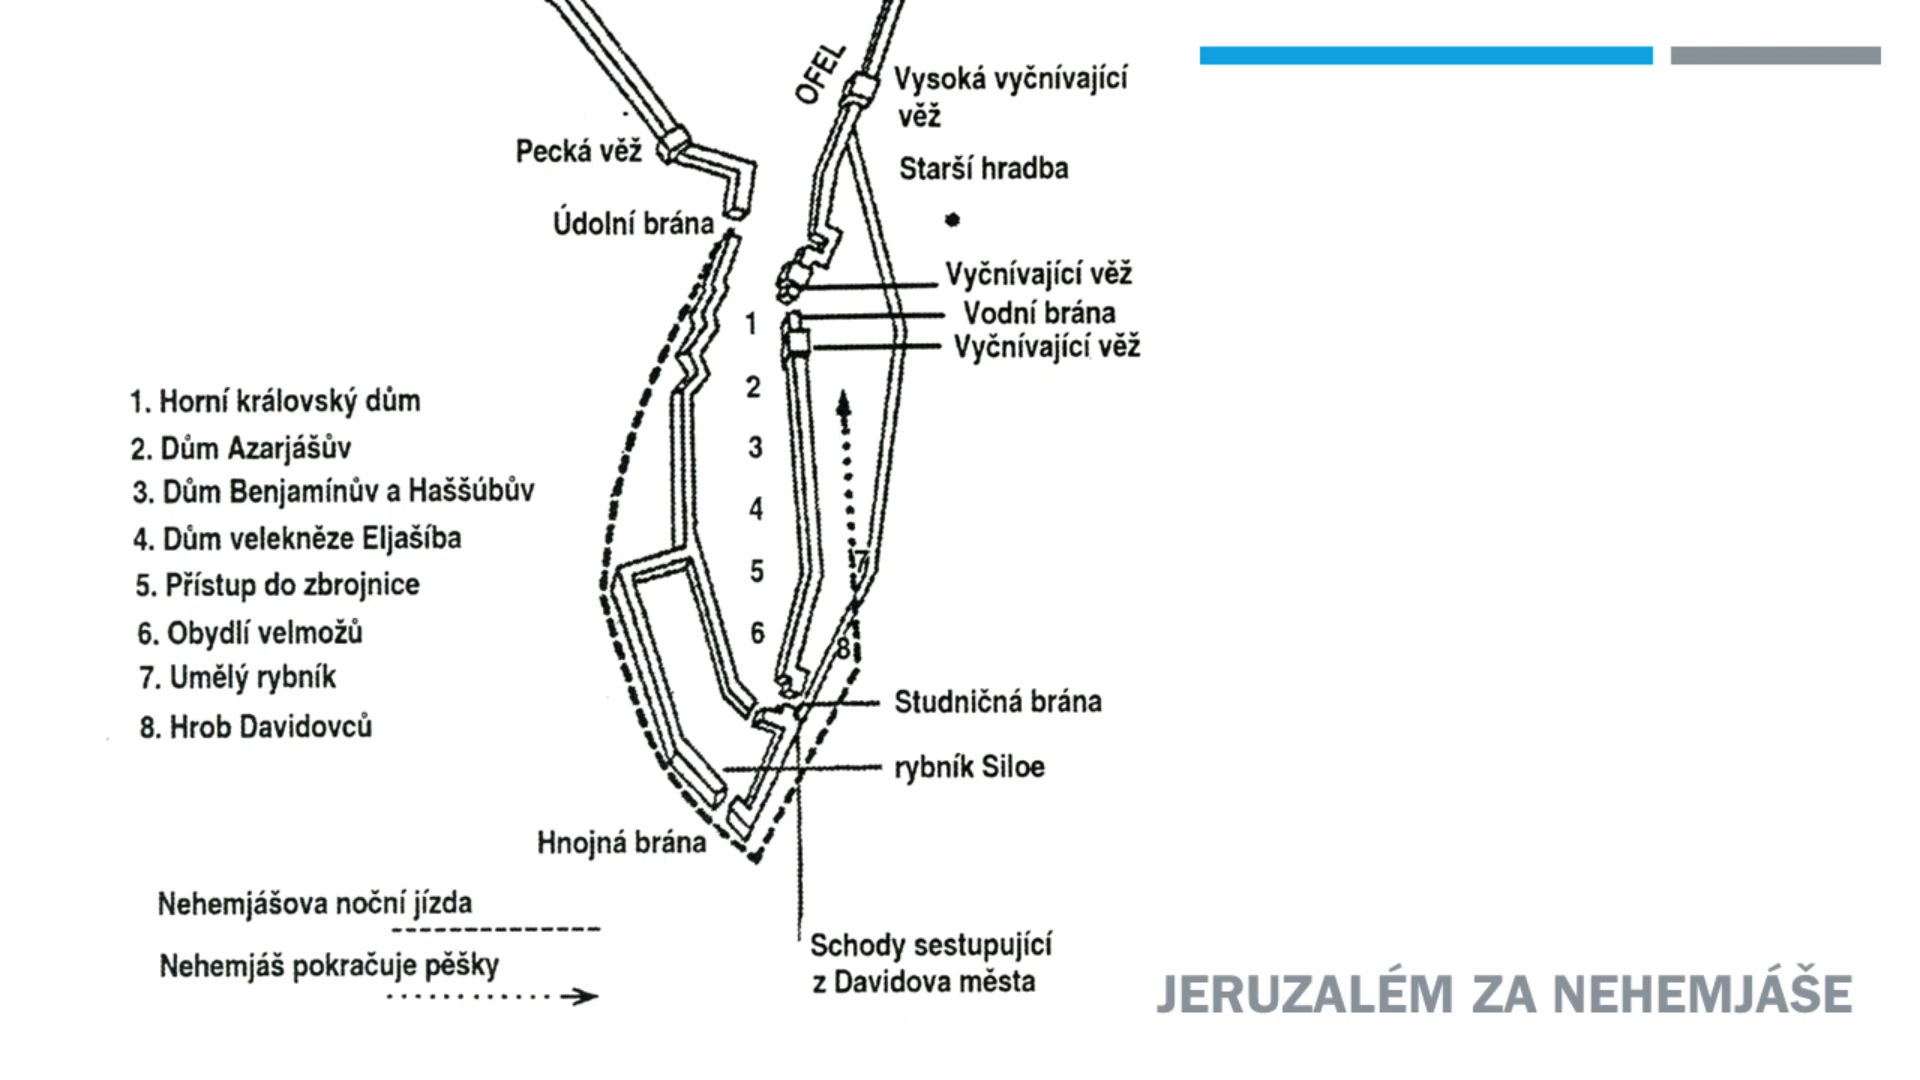 OFEL
Vysoká vyčnívající
věž
Pecká věž
Starší hradba
Údolní brána
Vyčnívající věž
Vodní brána
Vyčnívající věž
1
2
3
4
5
6
7
8
1. Horní královský dům
2. Dům Azarjášův
3. Dům Benjamínův a Haššúbův
4. Dům velekněze Eljašíba
5. Přístup do zbrojnice
6. Obydlí velmožů
7. Umělý rybník
8. Hrob Davidovců
Studničná brána
rybník Siloe
Hnojná brána
Nehemjášova noční jízda
Nehemjáš pokračuje pěšky
Schody sestupující
z Davidova města
JERUZALÉM ZA NEHEMJÁŠE